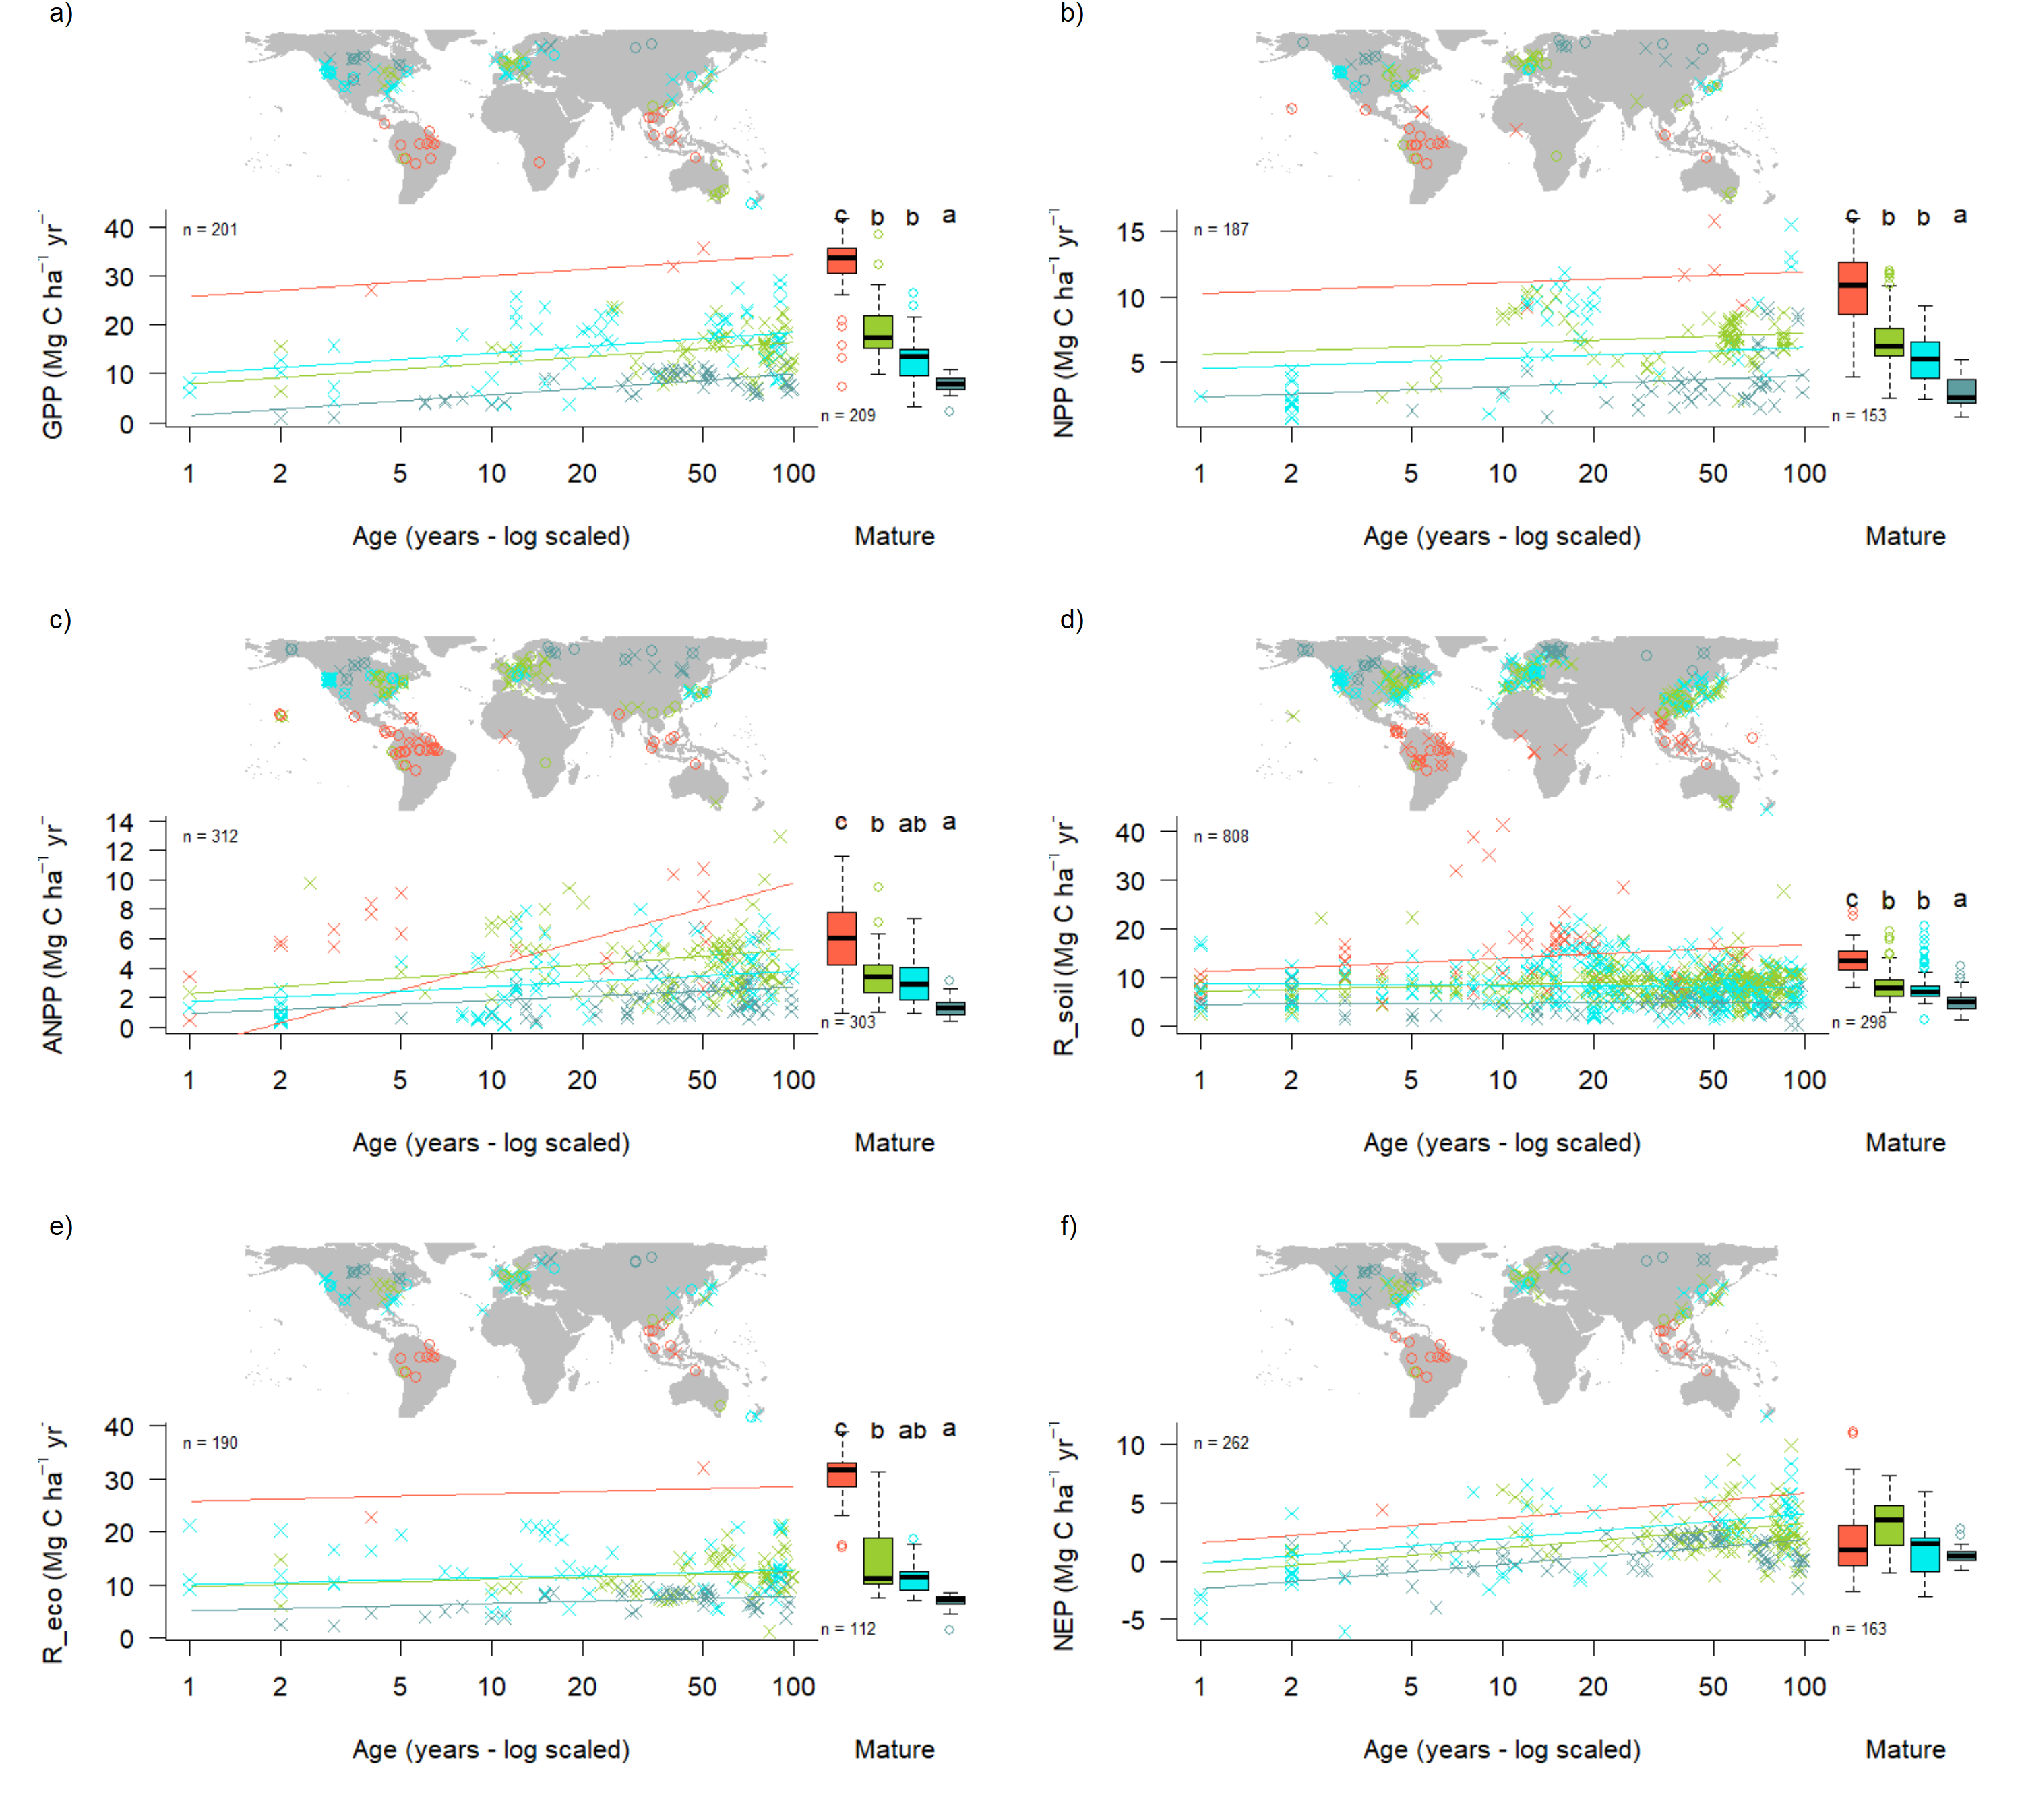 a)
b)
GPP (Mg C ha⁻¹ yr⁻
40
30
20
10
0
n = 201
c b b a
n = 209
1 2 5 10 20 50 100
Age (years - log scaled)
Mature
NPP (Mg C ha⁻¹ yr⁻¹
15
10
5
n = 187
c b b a
n = 153
1 2 5 10 20 50 100
Age (years - log scaled)
Mature
c)
d)
ANPP (Mg C ha⁻¹ yr⁻
14
12
10
8
6
4
2
0
n = 312
c b ab a
n = 303
1 2 5 10 20 50 100
Age (years - log scaled)
Mature
R_soil (Mg C ha⁻¹ yr⁻
40
30
20
10
0
n = 808
c b b a
n = 298
1 2 5 10 20 50 100
Age (years - log scaled)
Mature
e)
f)
R_eco (Mg C ha⁻¹ yr⁻
40
30
20
10
0
n = 190
c b ab a
n = 112
1 2 5 10 20 50 100
Age (years - log scaled)
Mature
NEP (Mg C ha⁻¹ yr⁻¹
10
5
0
-5
n = 262
n = 163
1 2 5 10 20 50 100
Age (years - log scaled)
Mature